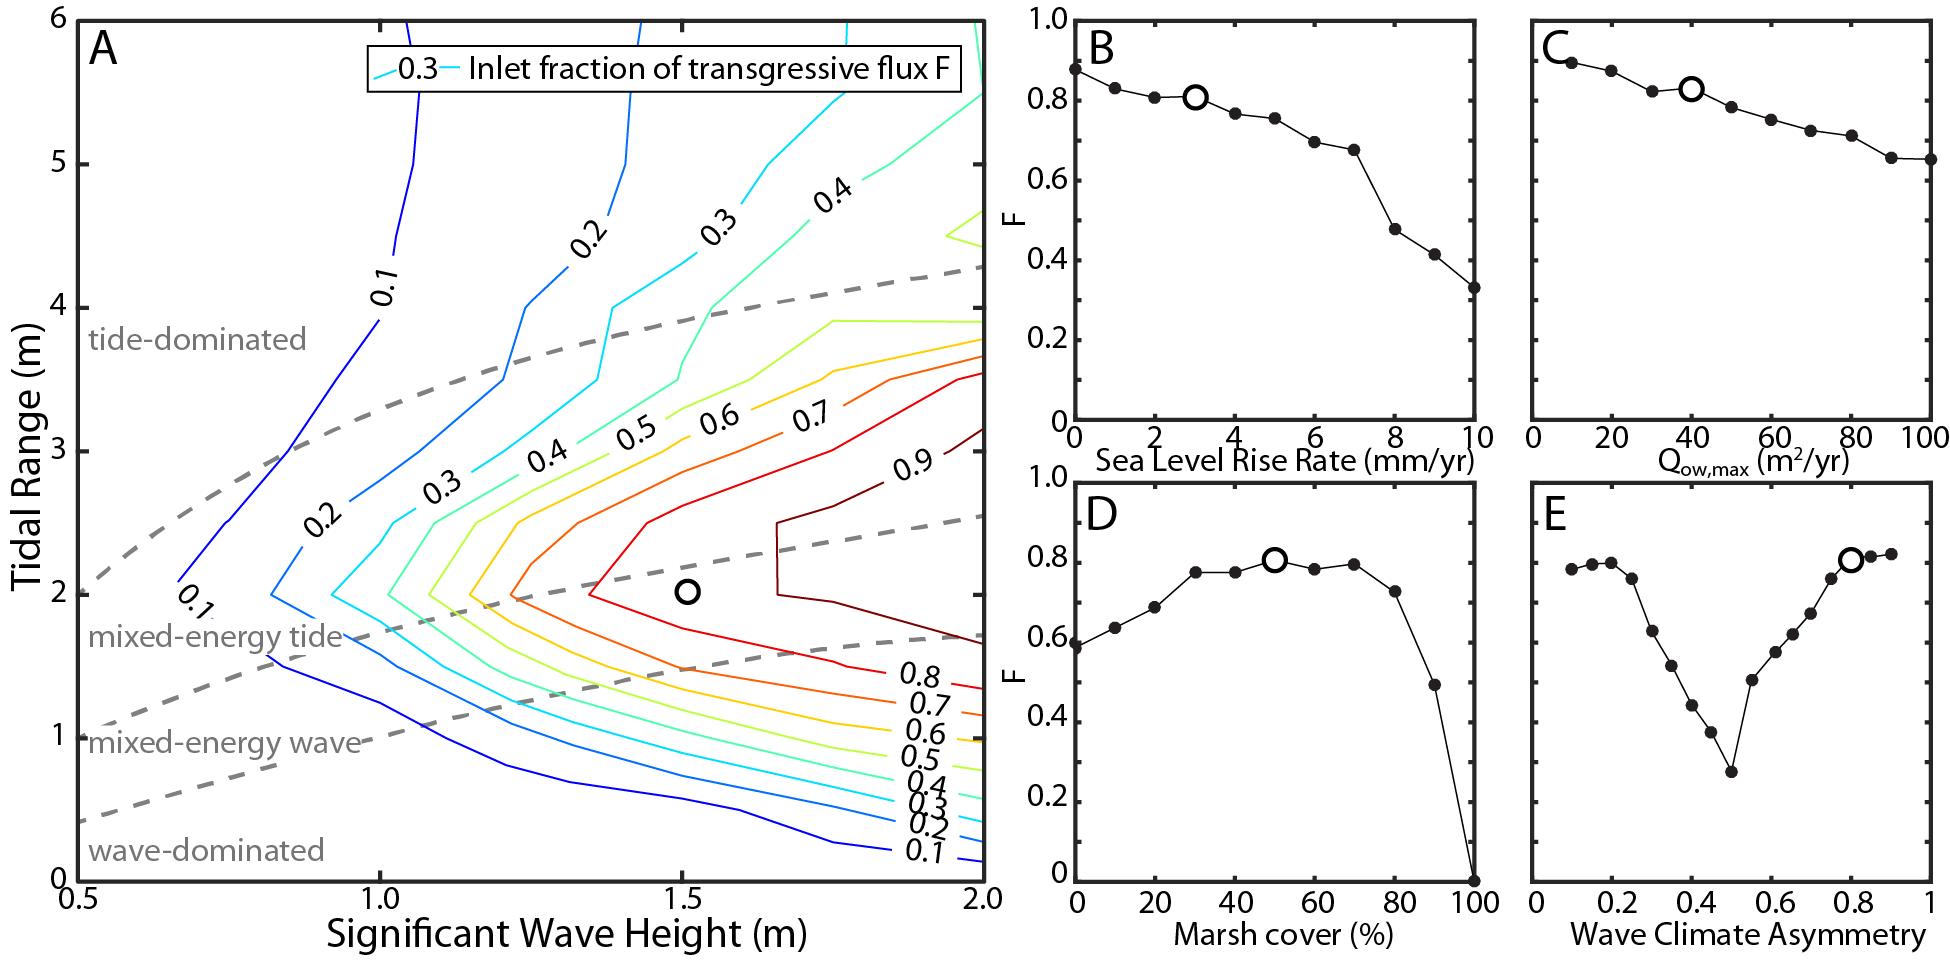 A
0.3 Inlet fraction of transgressive flux F
6
5
4
3
2
1
0
Tidal Range (m)
0.5 1.0 1.5 2.0
Significant Wave Height (m)
tide-dominated
mixed-energy tide
mixed-energy wave
wave-dominated
0.1
0.2
0.3
0.4
0.1
0.2
0.3
0.4
0.5
0.6
0.7
0.9
0.8
0.7
0.6
0.5
0.4
0.3
0.2
0.1
B
1.0
0.8
0.6
0.4
0.2
0
F
0 2 4 6 8 10
Sea Level Rise Rate (mm/yr)
C
0 20 40 60 80 100
Qow,max (m²/yr)
D
1.0
0.8
0.6
0.4
0.2
0
F
0 20 40 60 80 100
Marsh cover (%)
E
0 0.2 0.4 0.6 0.8 1
Wave Climate Asymmetry